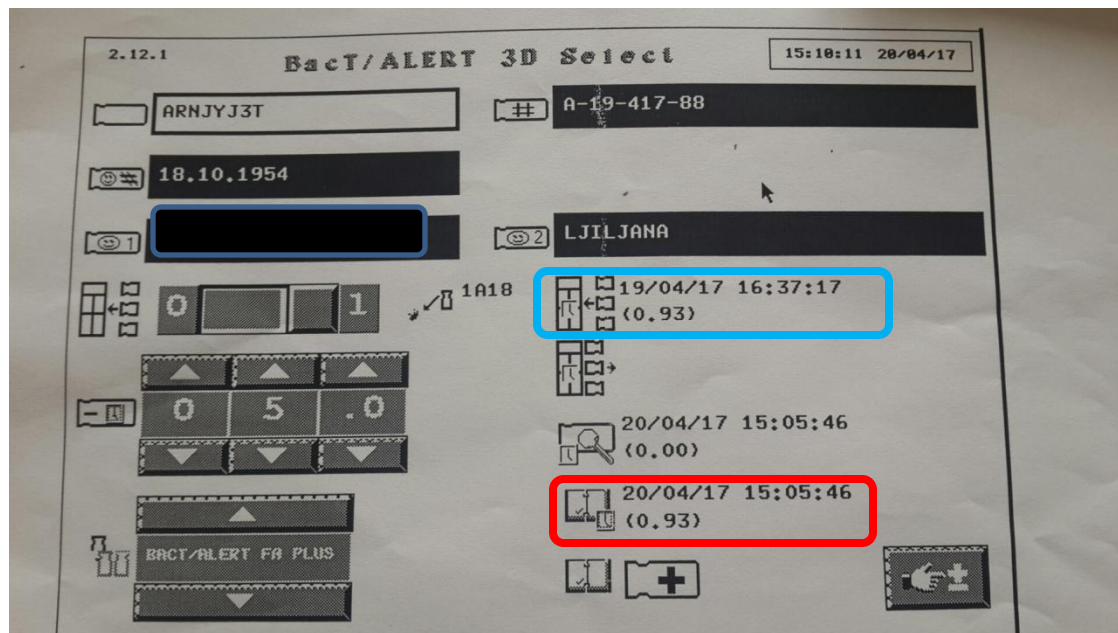 2.12.1
BacT/ALERT 3D Select
15:10:11 20/04/17
ARNJYJ3T
A-19-417-88
18.10.1954
1
2 LJILJANA
0 1
1A18
19/04/17 16:37:17
(0.93)
0 5 .0
20/04/17 15:05:46
(0.00)
20/04/17 15:05:46
(0.93)
BACT/ALERT FA PLUS